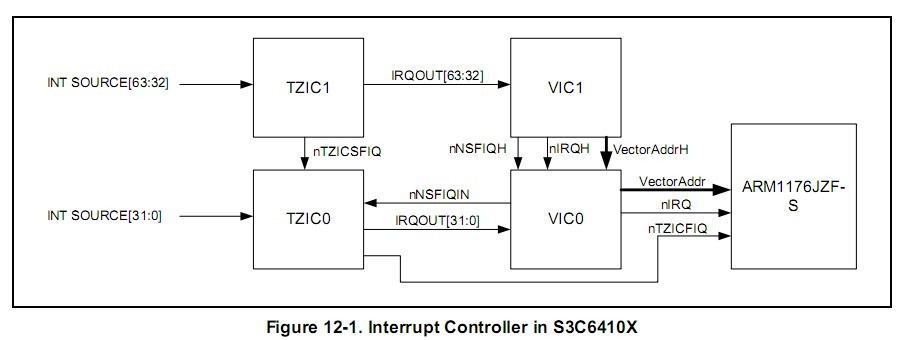 INT SOURCE[63:32]
TZIC1
IRQOUT[63:32]
VIC1
nTZICSFIQ
nNSFIQH
nIRQH
VectorAddrH
INT SOURCE[31:0]
TZIC0
nNSFIQIN
IRQOUT[31:0]
VIC0
VectorAddr
nIRQ
nTZICFIQ
ARM1176JZF-
S
Figure 12-1. Interrupt Controller in S3C6410X